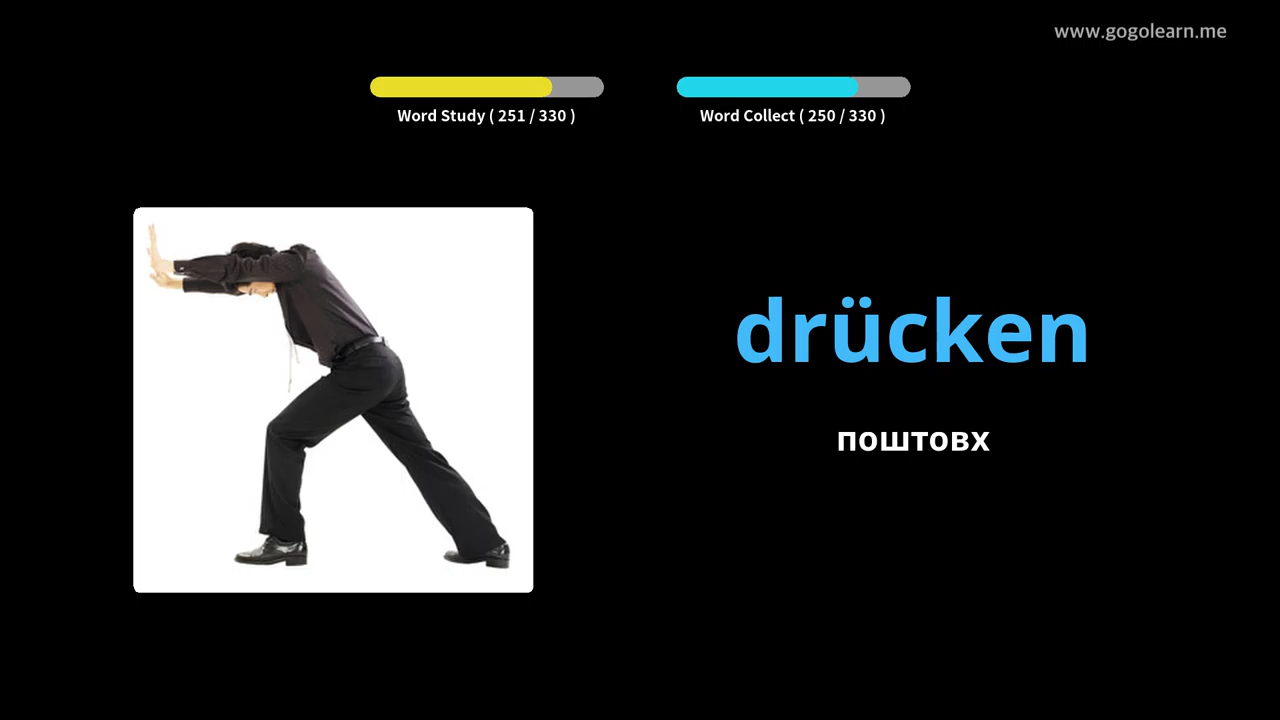 www.gogolearn.me
Word Study ( 251 / 330 )
Word Collect ( 250 / 330 )
drücken
поштовх